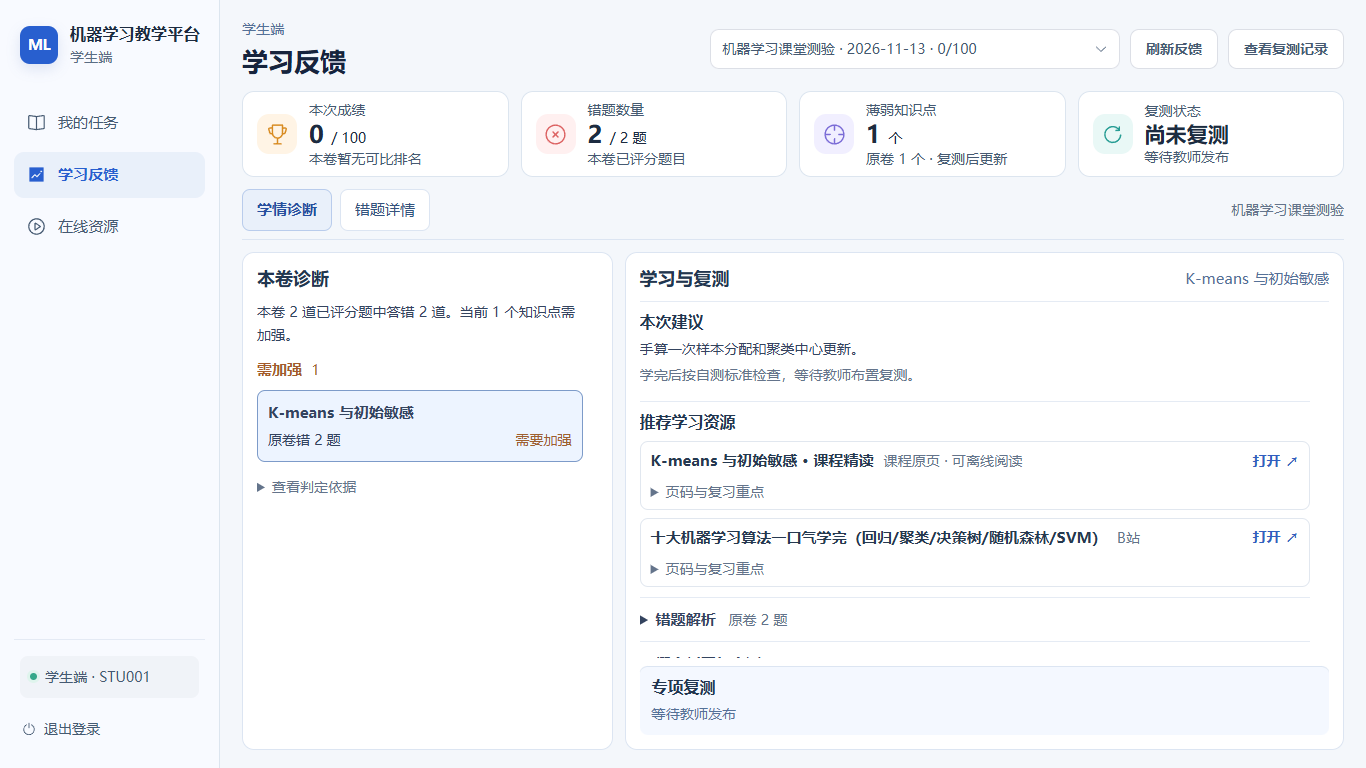 ML
机器学习教学平台
学生端
我的任务
学习反馈
在线资源
学生端 · STU001
退出登录
学生端
学习反馈
机器学习课堂测验 · 2026-11-13 · 0/100
刷新反馈
查看复测记录
本次成绩
0 / 100
本卷暂无可比排名
错题数量
2 / 2 题
本卷已评分题目
薄弱知识点
1 个
原卷 1 个 · 复测后更新
复测状态
尚未复测
等待教师发布
学情诊断
错题详情
机器学习课堂测验
本卷诊断
本卷 2 道已评分题中答错 2 道。当前 1 个知识点需
加强。
需加强 1
K-means 与初始敏感
原卷错 2 题
需要加强
▶ 查看判定依据
学习与复测
K-means 与初始敏感
本次建议
手算一次样本分配和聚类中心更新。
学完后按自测标准检查，等待教师布置复测。
推荐学习资源
K-means 与初始敏感 • 课程精读 课程原页 · 可离线阅读
打开 ↗
▶ 页码与复习重点
十大机器学习算法一口气学完（回归/聚类/决策树/随机森林/SVM） B站
打开 ↗
▶ 页码与复习重点
▶ 错题解析 原卷 2 题
专项复测
等待教师发布